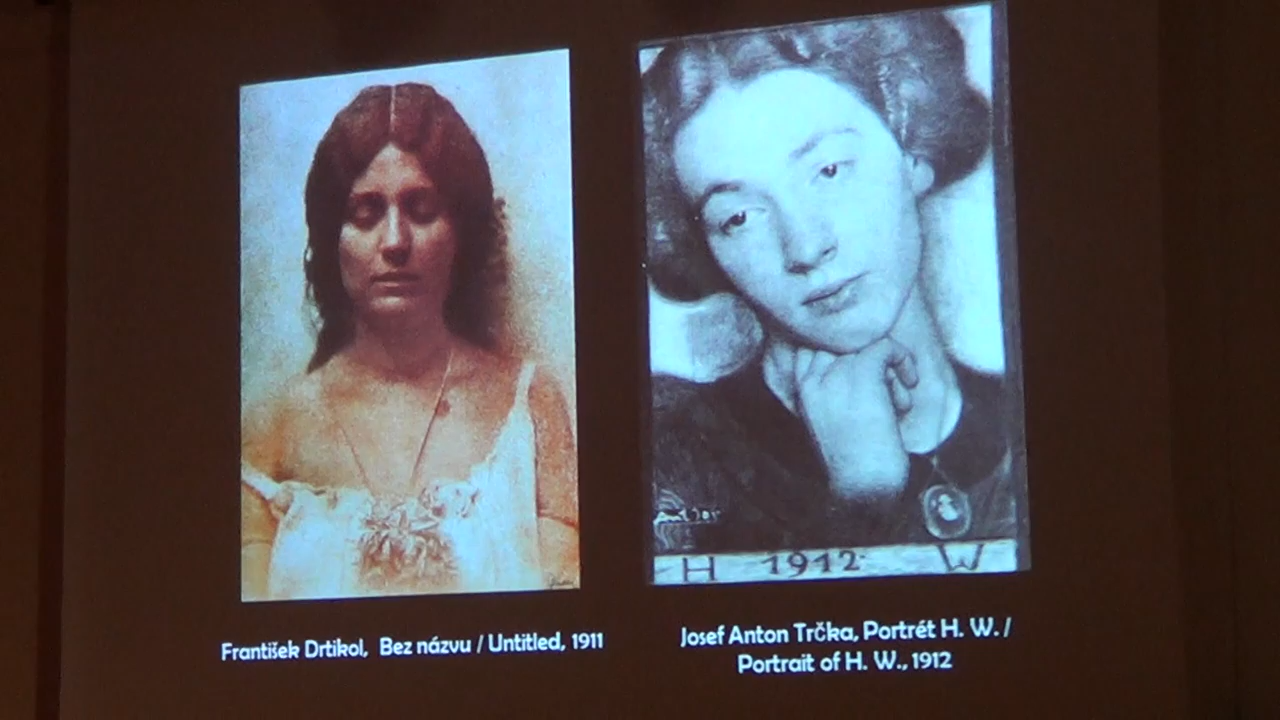 H 1912 W
František Drtikol, Bez názvu / Untitled, 1911
Josef Anton Trčka, Portrét H. W. /
Portrait of H. W., 1912